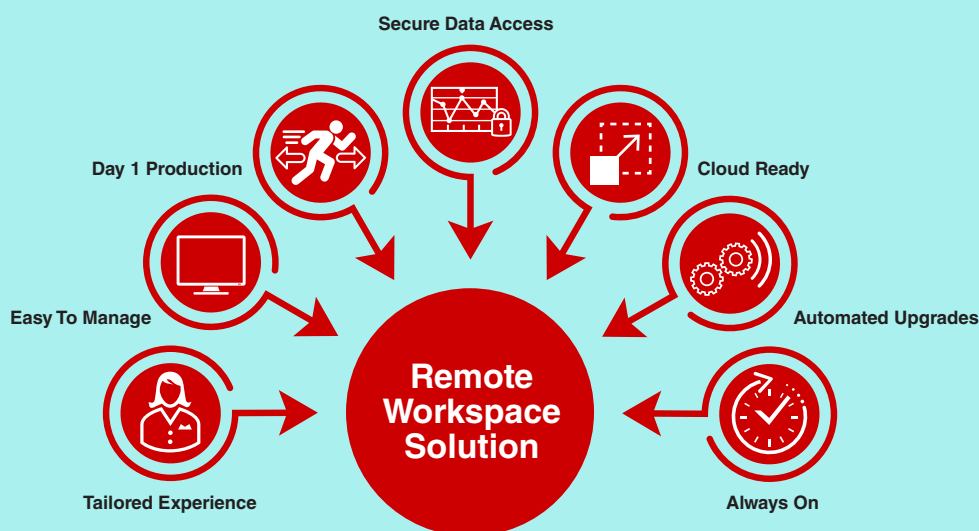 Secure Data Access
Day 1 Production
Cloud Ready
Easy To Manage
Automated Upgrades
Remote
Workspace
Solution
Tailored Experience
Always On